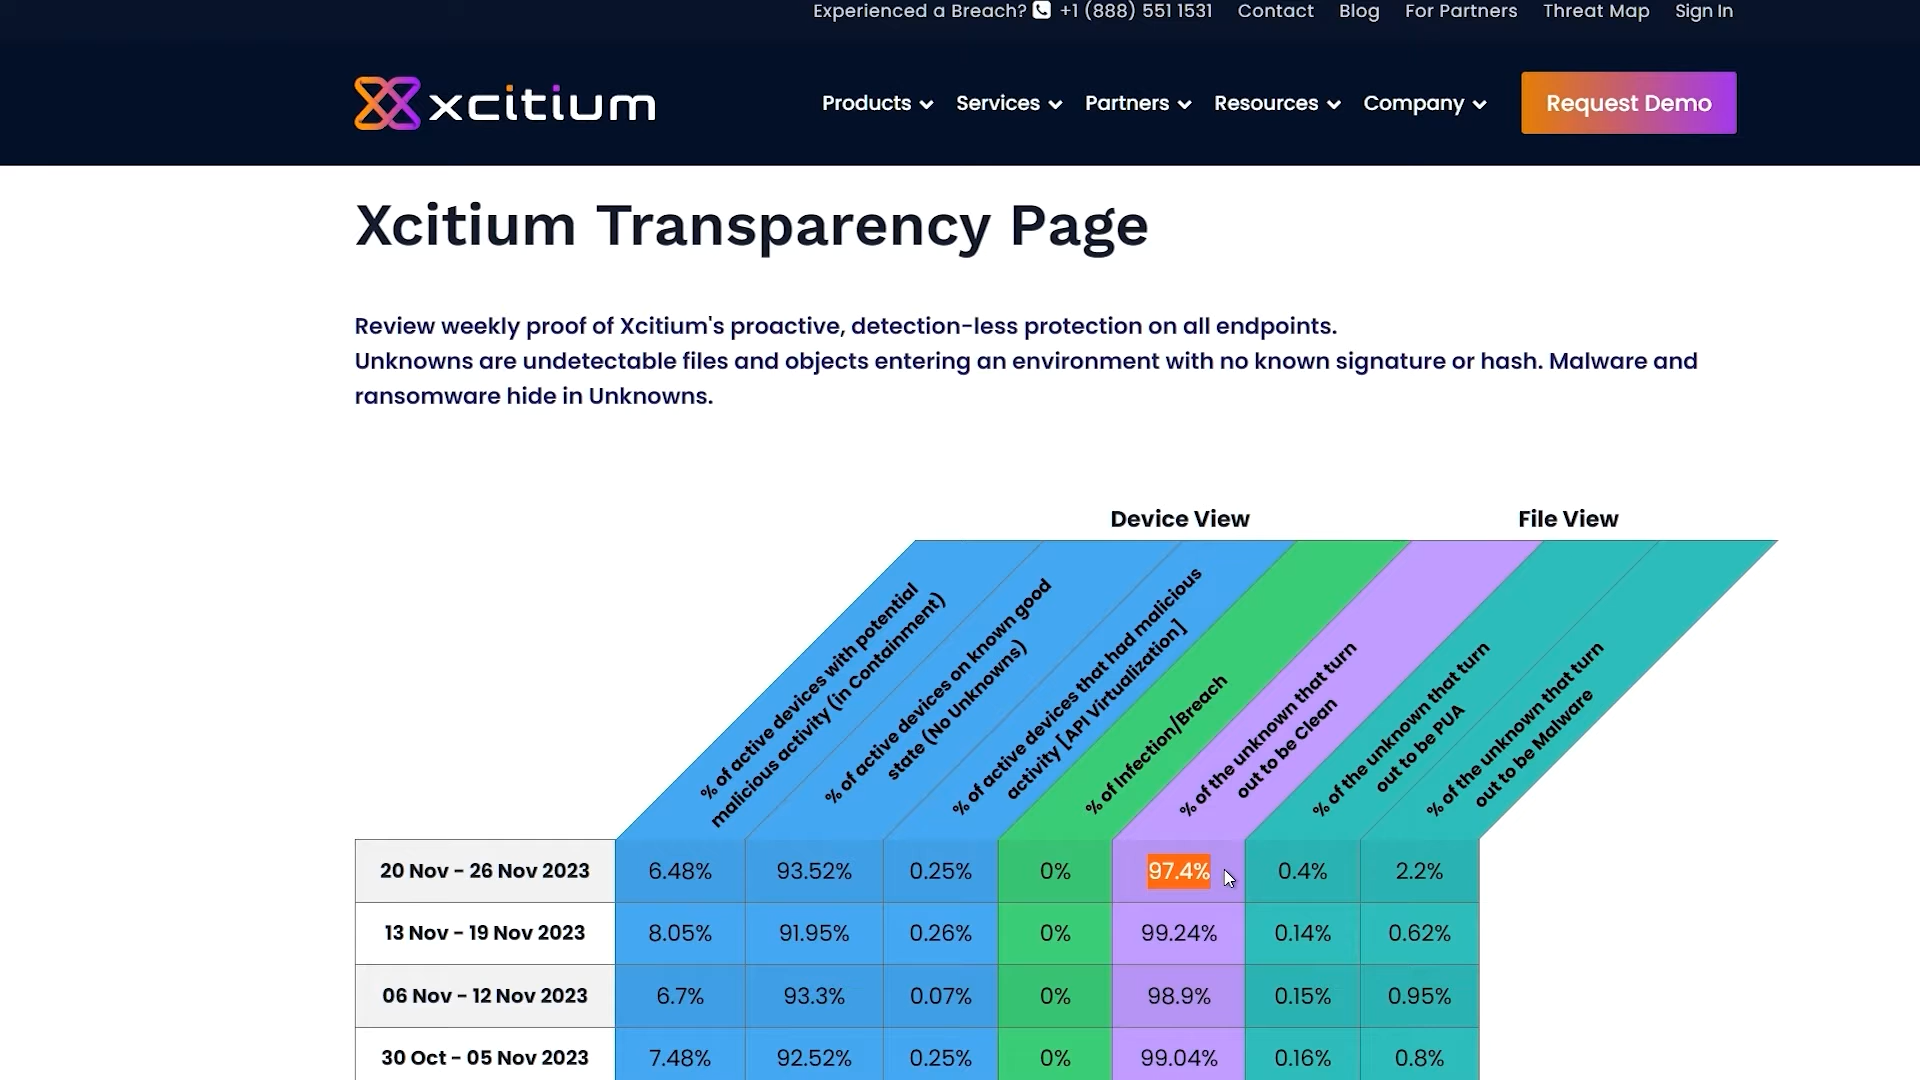 Experienced a Breach? +1 (888) 551 1531 Contact Blog For Partners Threat Map Sign In
xcitium Products Services Partners Resources Company Request Demo
Xcitium Transparency Page
Review weekly proof of Xcitium's proactive, detection-less protection on all endpoints.
Unknowns are undetectable files and objects entering an environment with no known signature or hash. Malware and
ransomware hide in Unknowns.
Device View File View
% of active devices with potential
malicious activity (in Containment)
% of active devices on known good
state (No Unknowns)
% of active devices that had malicious
activity [API Virtualization]
% of Infection/Breach
% of the unknown that turn
out to be Clean
% of the unknown that turn
out to be PUA
% of the unknown that turn
out to be Malware
20 Nov - 26 Nov 2023 6.48% 93.52% 0.25% 0% 97.4% 0.4% 2.2%
13 Nov - 19 Nov 2023 8.05% 91.95% 0.26% 0% 99.24% 0.14% 0.62%
06 Nov - 12 Nov 2023 6.7% 93.3% 0.07% 0% 98.9% 0.15% 0.95%
30 Oct - 05 Nov 2023 7.48% 92.52% 0.25% 0% 99.04% 0.16% 0.8%